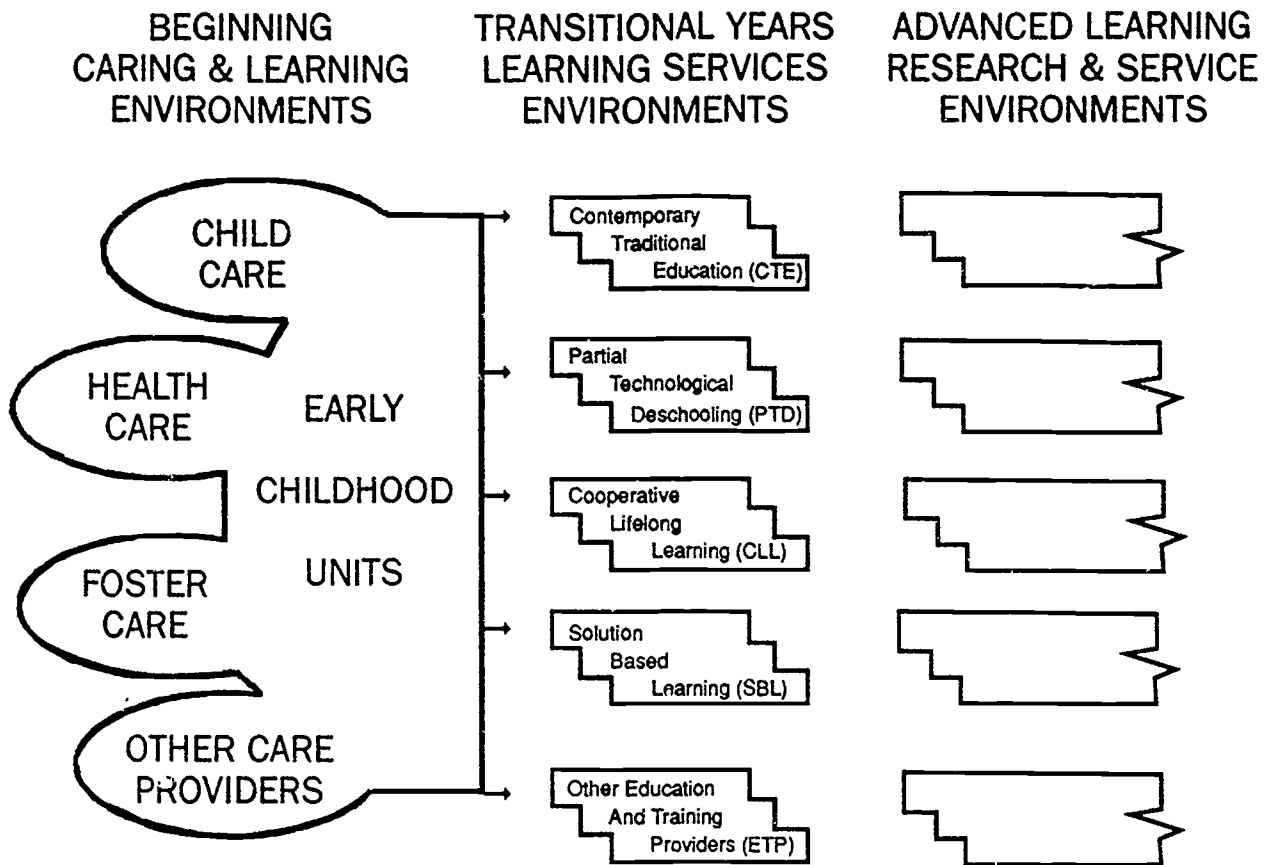 BEGINNING
CARING & LEARNING
ENVIRONMENTS
TRANSITIONAL YEARS
LEARNING SERVICES
ENVIRONMENTS
ADVANCED LEARNING
RESEARCH & SERVICE
ENVIRONMENTS
CHILD
CARE
HEALTH
CARE
EARLY
CHILDHOOD
UNITS
FOSTER
CARE
OTHER CARE
PROVIDERS
Contemporary
Traditional
Education (CTE)
Partial
Technological
Deschooling (PTD)
Cooperative
Lifelong
Learning (CLL)
Solution
Based
Learning (SBL)
Other Education
And Training
Providers (ETP)